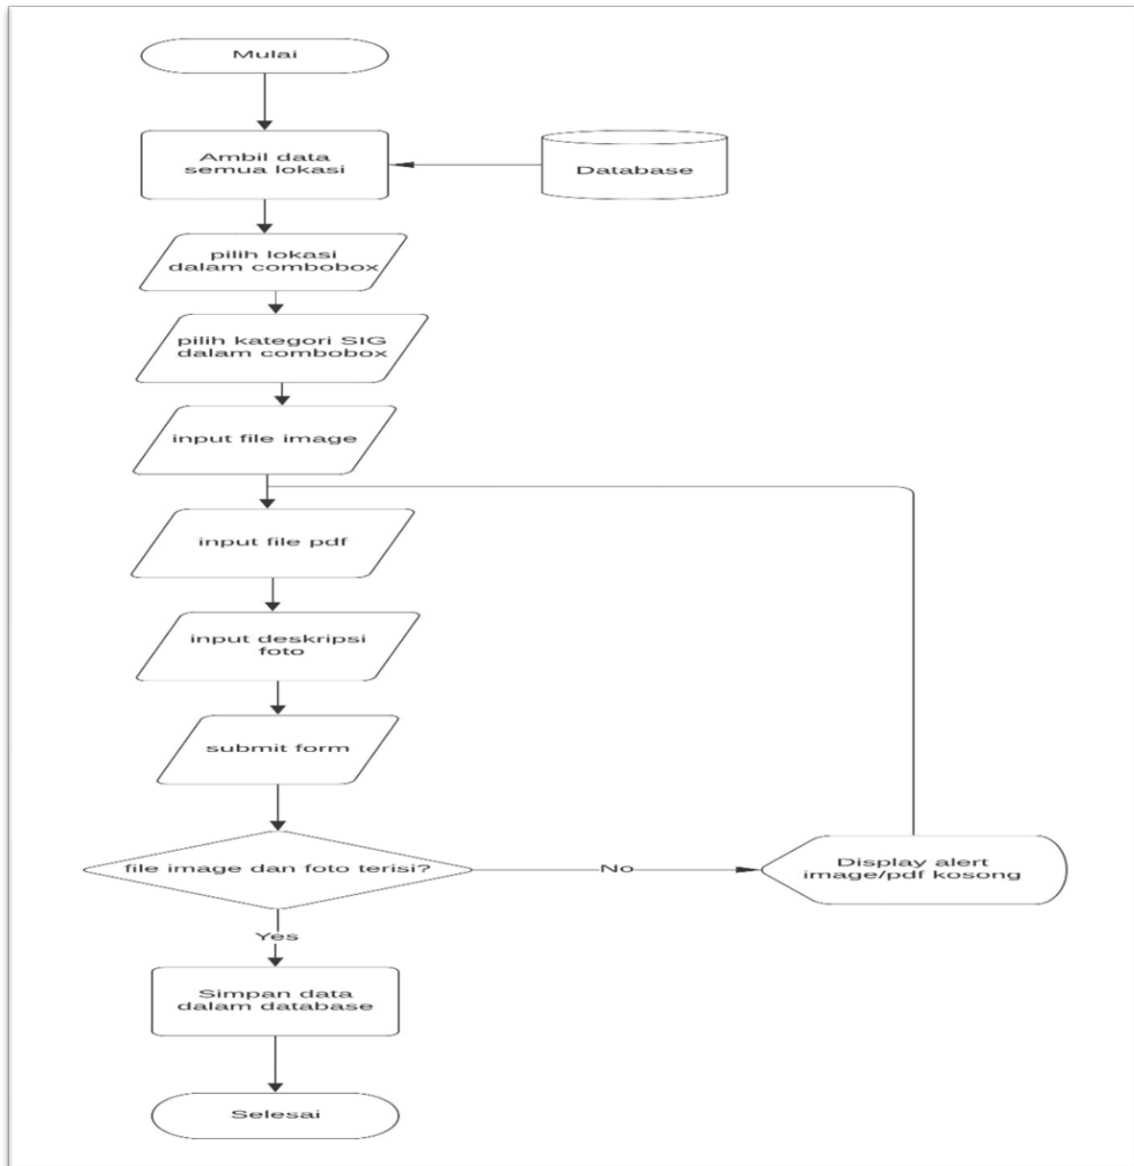 Mulai
Ambil data
semua lokasi
Database
pilih lokasi
dalam combobox
pilih kategori SIG
dalam combobox
input file image
input file pdf
input deskripsi
foto
submit form
file image dan foto terisi?
No
Display alert
image/pdf kosong
Yes
Simpan data
dalam database
Selesai